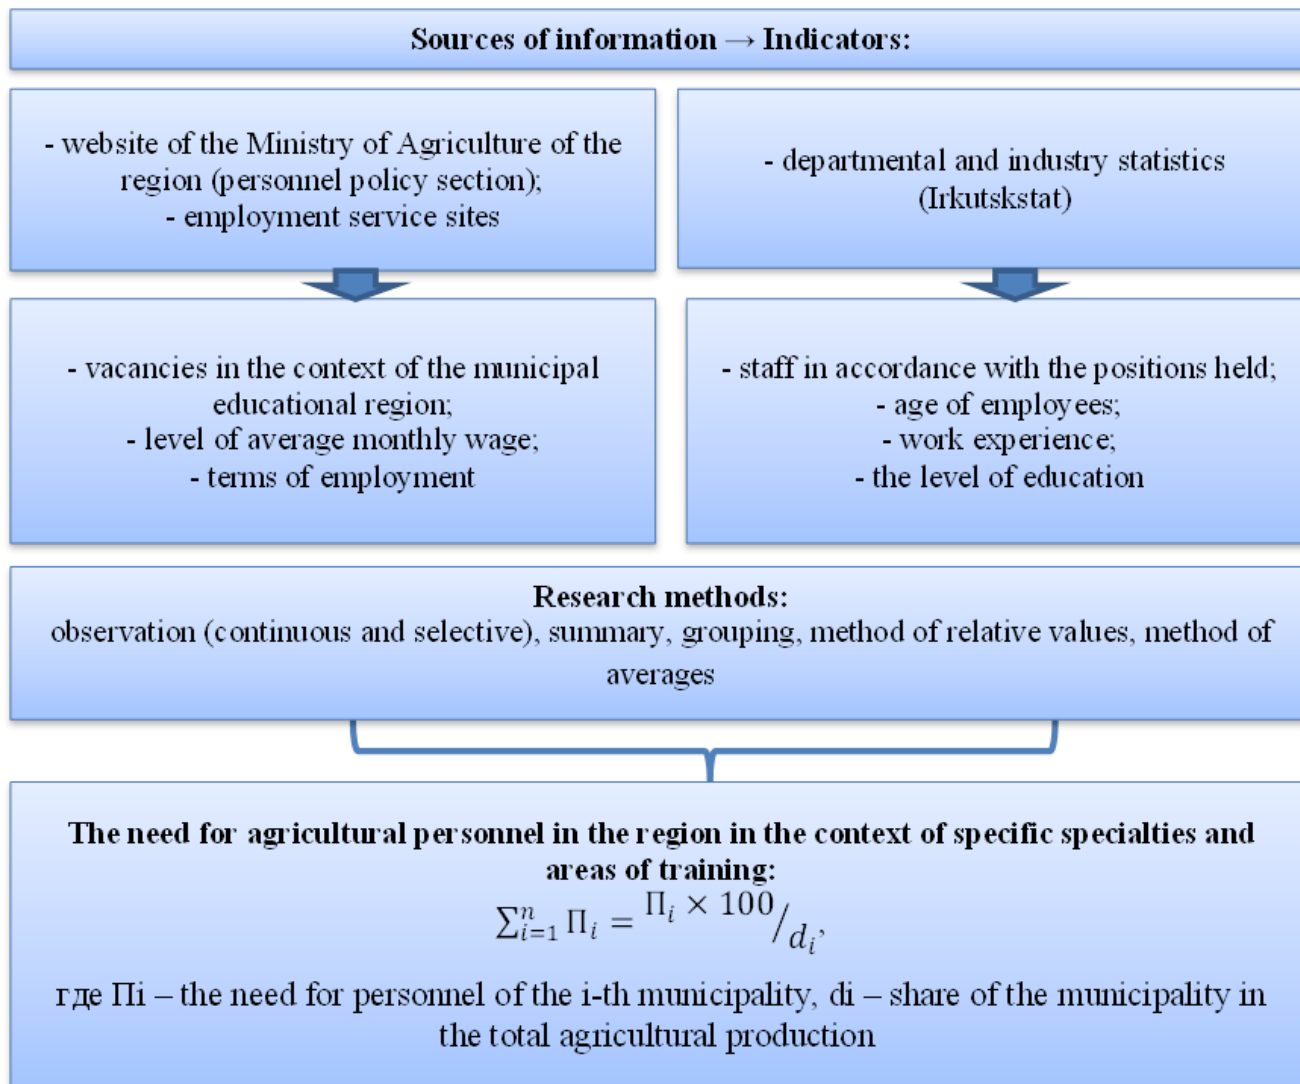 Sources of information → Indicators:
- website of the Ministry of Agriculture of the
region (personnel policy section);
- employment service sites
- departmental and industry statistics
(Irkutskstat)
- vacancies in the context of the municipal
educational region;
- level of average monthly wage;
- terms of employment
- staff in accordance with the positions held;
- age of employees;
- work experience;
- the level of education
Research methods:
observation (continuous and selective), summary, grouping, method of relative values, method of
averages
The need for agricultural personnel in the region in the context of specific specialties and
areas of training:
∑ⁿᵢ₌₁ Пᵢ = Пᵢ × 100/dᵢ,
где Пi – the need for personnel of the i-th municipality, di – share of the municipality in
the total agricultural production